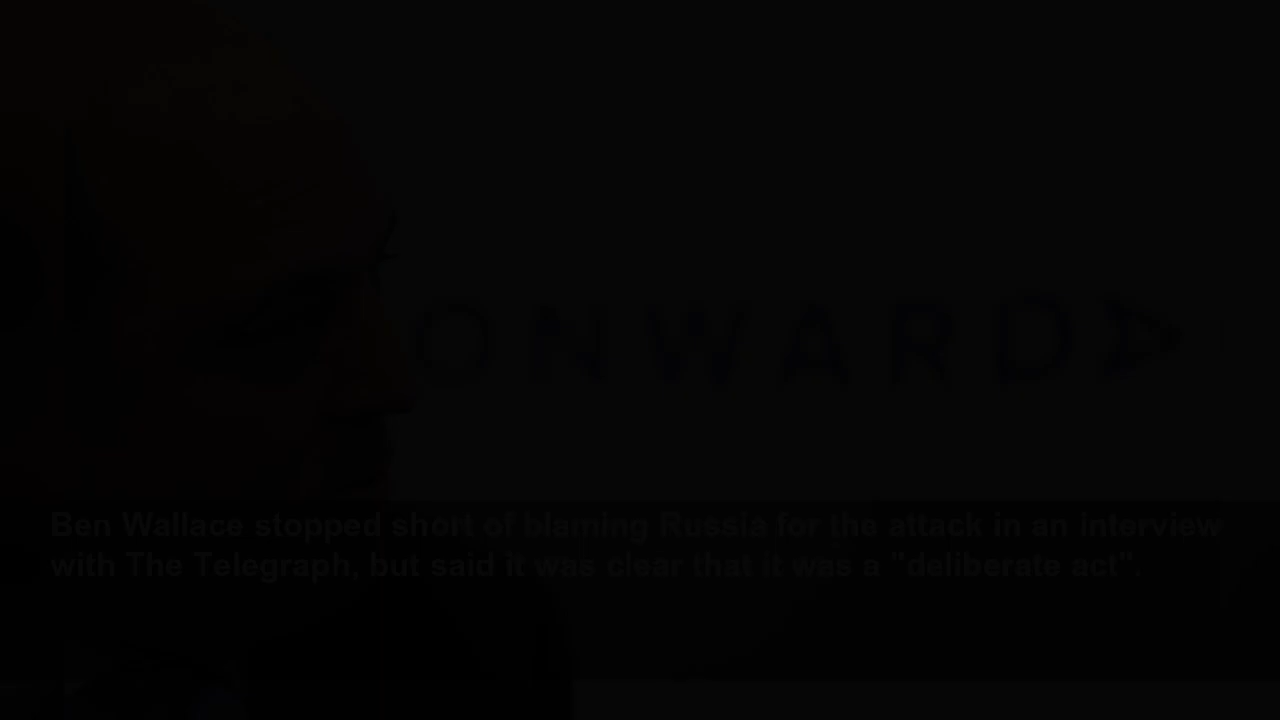 ONWARD
Ben Wallace stopped short of blaming Russia for the attack in an interview
with The Telegraph, but said it was clear that it was a "deliberate act".